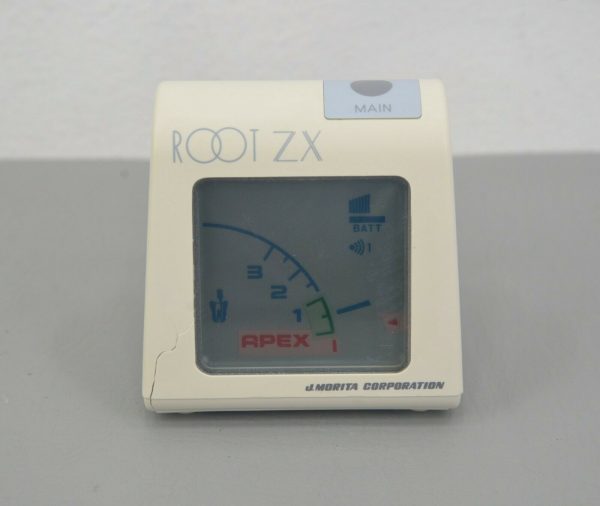 MAIN
ROOT ZX
BATT
1
3
2
1
APEX
J.MORITA CORPORATION